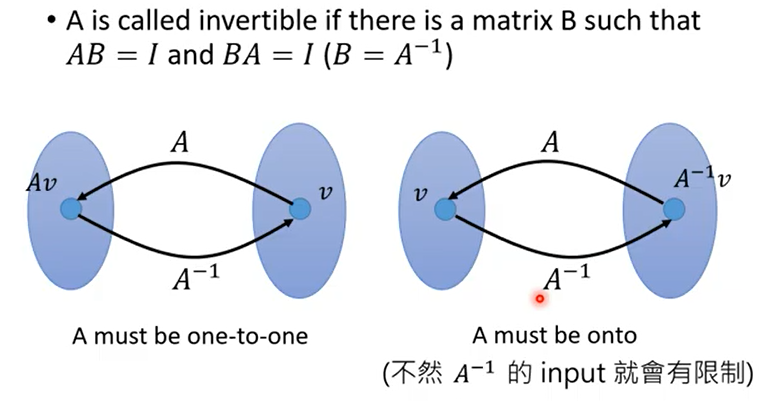 • A is called invertible if there is a matrix B such that
AB = I and BA = I (B = A⁻¹)
A
Av
v
A⁻¹
A must be one-to-one
A
v
A⁻¹v
A⁻¹
A must be onto
(不然 A⁻¹ 的 input 就會有限制)